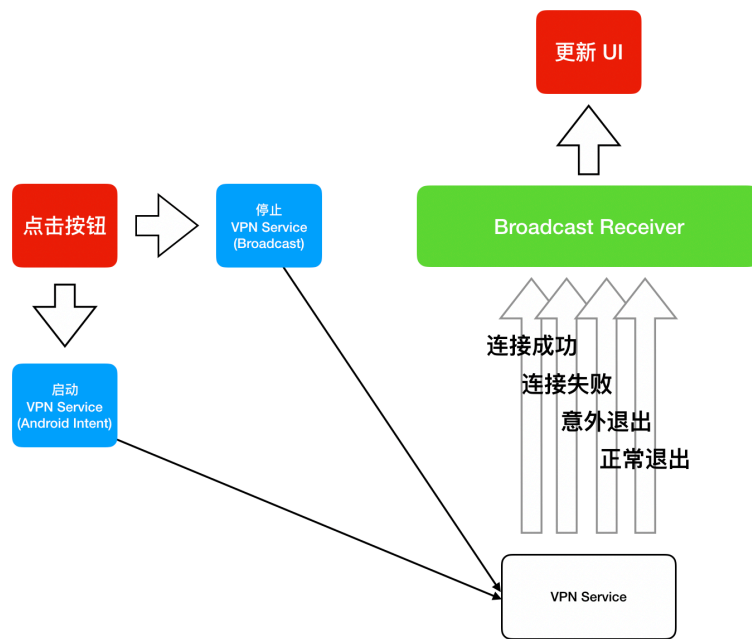 更新 UI
点击按钮
停止
VPN Service
(Broadcast)
Broadcast Receiver
连接成功
连接失败
意外退出
正常退出
启动
VPN Service
(Android Intent)
VPN Service